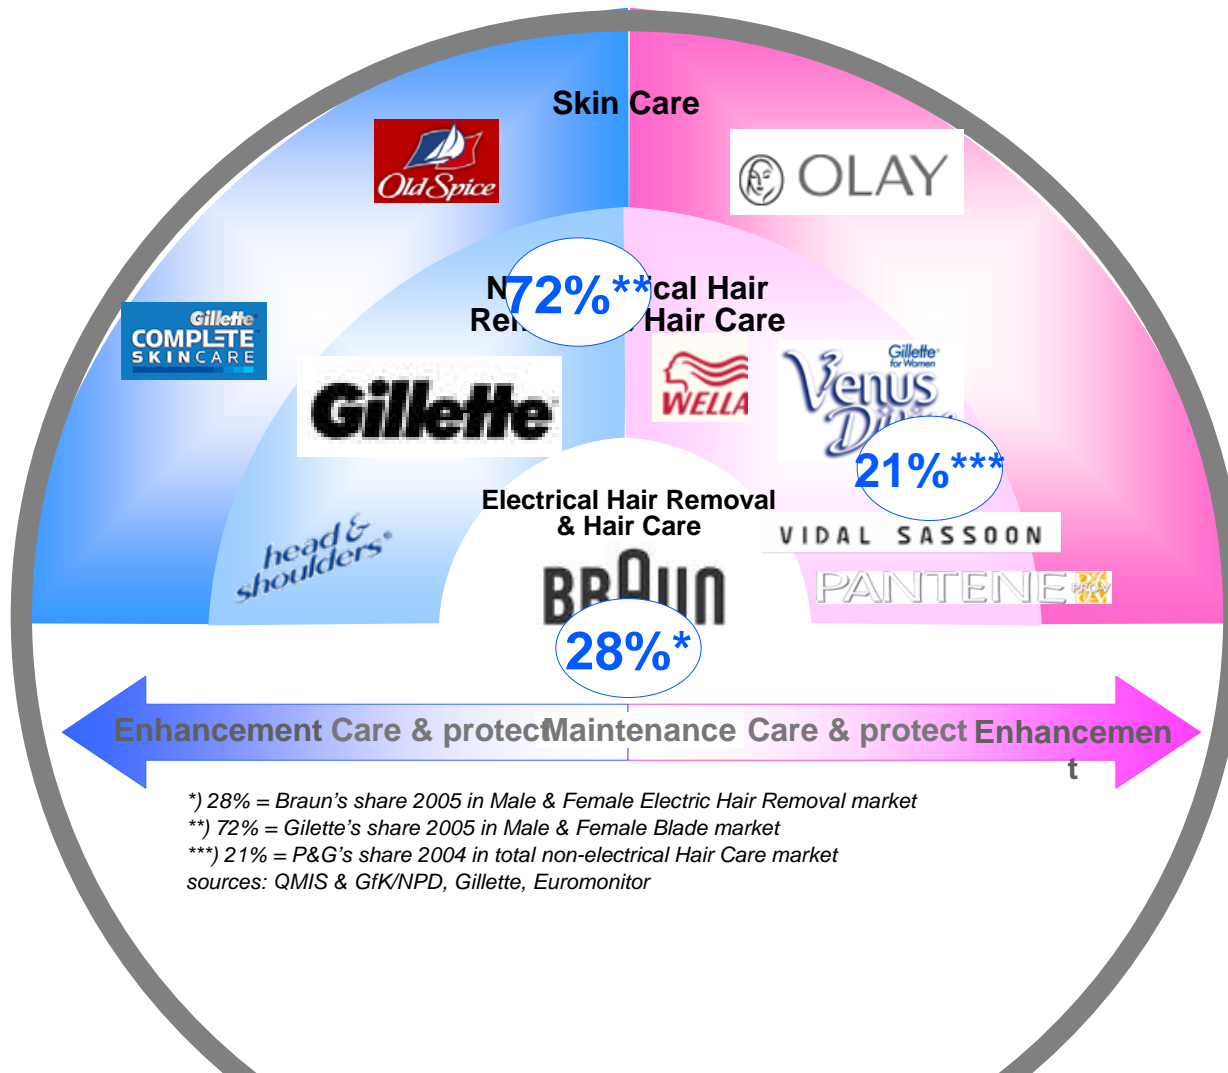 Skin Care
Old Spice
OLAY
72%**
N cal Hair
Hair Care
Gillette
COMPLETE
SKINCARE
Gillette
WELLA
Gillette
for Women
Venus
21%***
Electrical Hair Removal
& Hair Care
head &
shoulders
VIDAL SASSOON
BRAUN
PANTENE PRO-V
28%*
Enhancement Care & protect Maintenance Care & protect Enhancemen
t
*) 28% = Braun's share 2005 in Male & Female Electric Hair Removal market
**) 72% = Gilette's share 2005 in Male & Female Blade market
***) 21% = P&G's share 2004 in total non-electrical Hair Care market
sources: QMIS & GfK/NPD, Gillette, Euromonitor